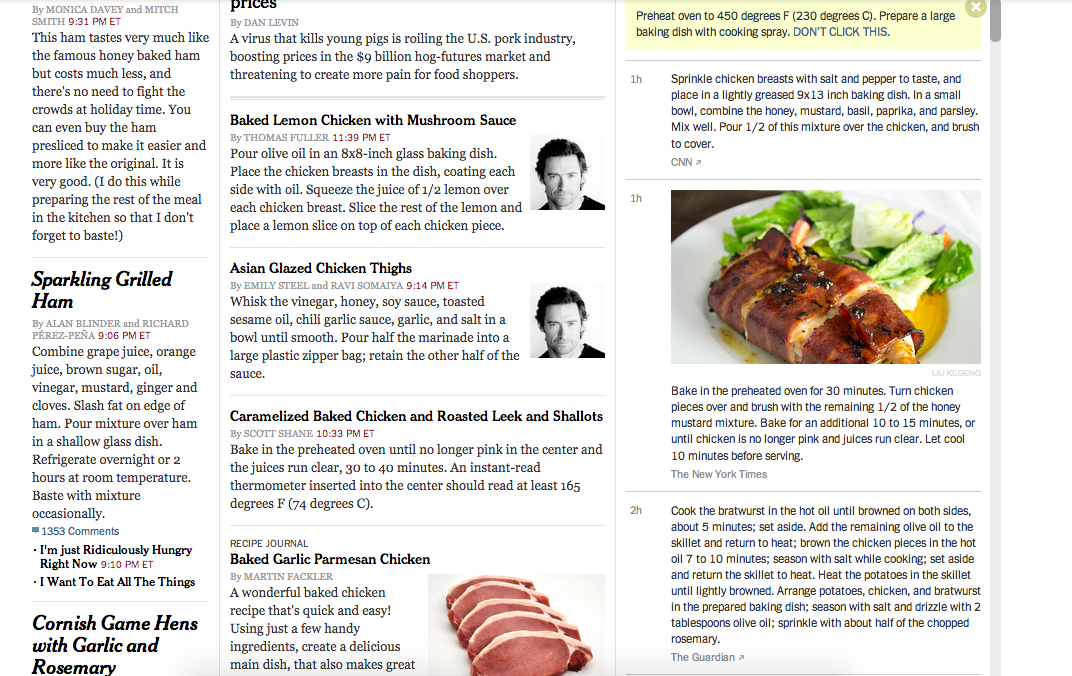 By MONICA DAVEY and MITCH
SMITH 9:31 PM ET
This ham tastes very much like
the famous honey baked ham
but costs much less, and
there's no need to fight the
crowds at holiday time. You
can even buy the ham
presliced to make it easier and
more like the original. It is
very good. (I do this while
preparing the rest of the meal
in the kitchen so that I don't
forget to baste!)
Sparkling Grilled
Ham
By ALAN BLINDER and RICHARD
PÉREZ-PEÑA 9:06 PM ET
Combine grape juice, orange
juice, brown sugar, oil,
vinegar, mustard, ginger and
cloves. Slash fat on edge of
ham. Pour mixture over ham
in a shallow glass dish.
Refrigerate overnight or 2
hours at room temperature.
Baste with mixture
occasionally.
1353 Comments
· I'm just Ridiculously Hungry
Right Now 9:10 PM ET
· I Want To Eat All The Things
Cornish Game Hens
with Garlic and
Rosemary
prices
By DAN LEVIN
A virus that kills young pigs is roiling the U.S. pork industry,
boosting prices in the $9 billion hog-futures market and
threatening to create more pain for food shoppers.
Baked Lemon Chicken with Mushroom Sauce
By THOMAS FULLER 11:39 PM ET
Pour olive oil in an 8x8-inch glass baking dish.
Place the chicken breasts in the dish, coating each
side with oil. Squeeze the juice of 1/2 lemon over
each chicken breast. Slice the rest of the lemon and
place a lemon slice on top of each chicken piece.
Asian Glazed Chicken Thighs
By EMILY STEEL and RAVI SOMAIYA 9:14 PM ET
Whisk the vinegar, honey, soy sauce, toasted
sesame oil, chili garlic sauce, garlic, and salt in a
bowl until smooth. Pour half the marinade into a
large plastic zipper bag; retain the other half of the
sauce.
Caramelized Baked Chicken and Roasted Leek and Shallots
By SCOTT SHANE 10:33 PM ET
Bake in the preheated oven until no longer pink in the center and
the juices run clear, 30 to 40 minutes. An instant-read
thermometer inserted into the center should read at least 165
degrees F (74 degrees C).
RECIPE JOURNAL
Baked Garlic Parmesan Chicken
By MARTIN FACKLER
A wonderful baked chicken
recipe that's quick and easy!
Using just a few handy
ingredients, create a delicious
main dish, that also makes great
Preheat oven to 450 degrees F (230 degrees C). Prepare a large
baking dish with cooking spray. DON'T CLICK THIS.
1h
Sprinkle chicken breasts with salt and pepper to taste, and
place in a lightly greased 9x13 inch baking dish. In a small
bowl, combine the honey, mustard, basil, paprika, and parsley.
Mix well. Pour 1/2 of this mixture over the chicken, and brush
to cover.
CNN ↗
1h
LIU KEGENG
Bake in the preheated oven for 30 minutes. Turn chicken
pieces over and brush with the remaining 1/2 of the honey
mustard mixture. Bake for an additional 10 to 15 minutes, or
until chicken is no longer pink and juices run clear. Let cool
10 minutes before serving.
The New York Times
2h
Cook the bratwurst in the hot oil until browned on both sides,
about 5 minutes; set aside. Add the remaining olive oil to the
skillet and return to heat; brown the chicken pieces in the hot
oil 7 to 10 minutes; season with salt while cooking; set aside
and return the skillet to heat. Heat the potatoes in the skillet
until lightly browned. Arrange potatoes, chicken, and bratwurst
in the prepared baking dish; season with salt and drizzle with 2
tablespoons olive oil; sprinkle with about half of the chopped
rosemary.
The Guardian ↗